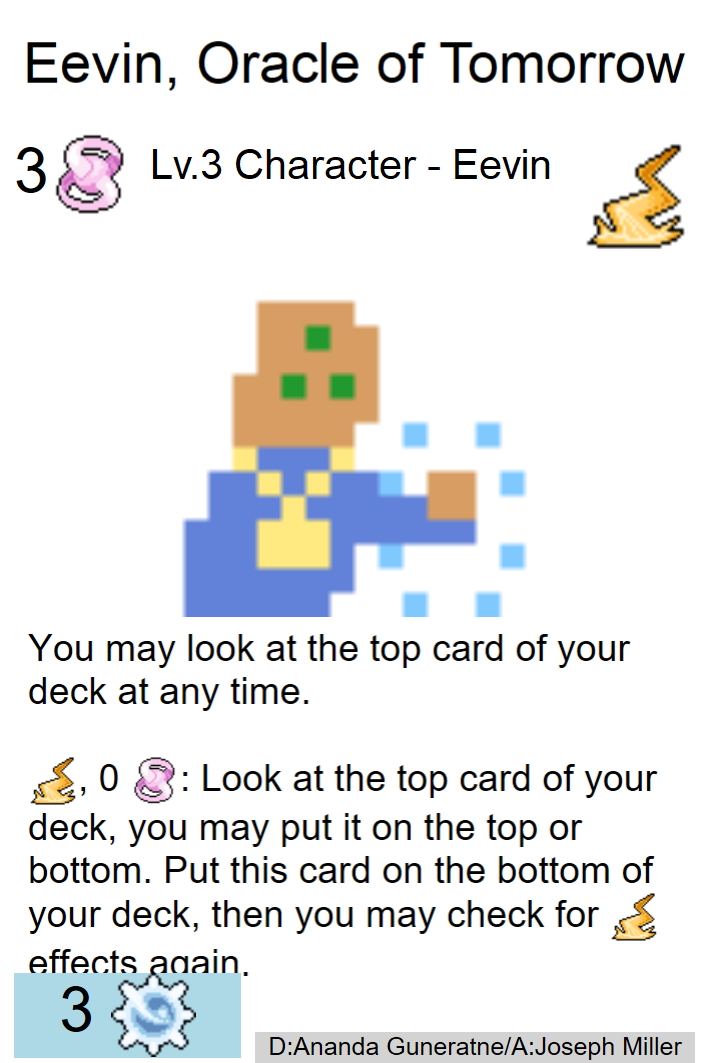 Eevin, Oracle of Tomorrow
3
Lv.3 Character - Eevin
You may look at the top card of your
deck at any time.
, 0 : Look at the top card of your
deck, you may put it on the top or
bottom. Put this card on the bottom of
your deck, then you may check for
effects again.
3
D:Ananda Guneratne/A:Joseph Miller